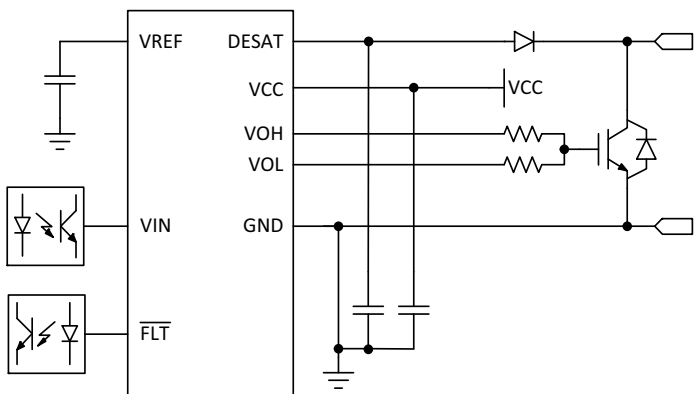 VREF
DESAT
VCC
VCC
VOH
VOL
VIN
GND
FLT